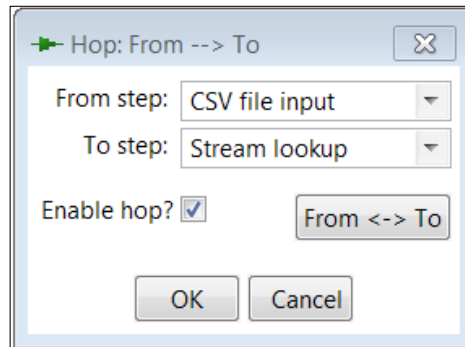 Hop: From --> To
From step: CSV file input
To step: Stream lookup
Enable hop? From <-> To
OK Cancel